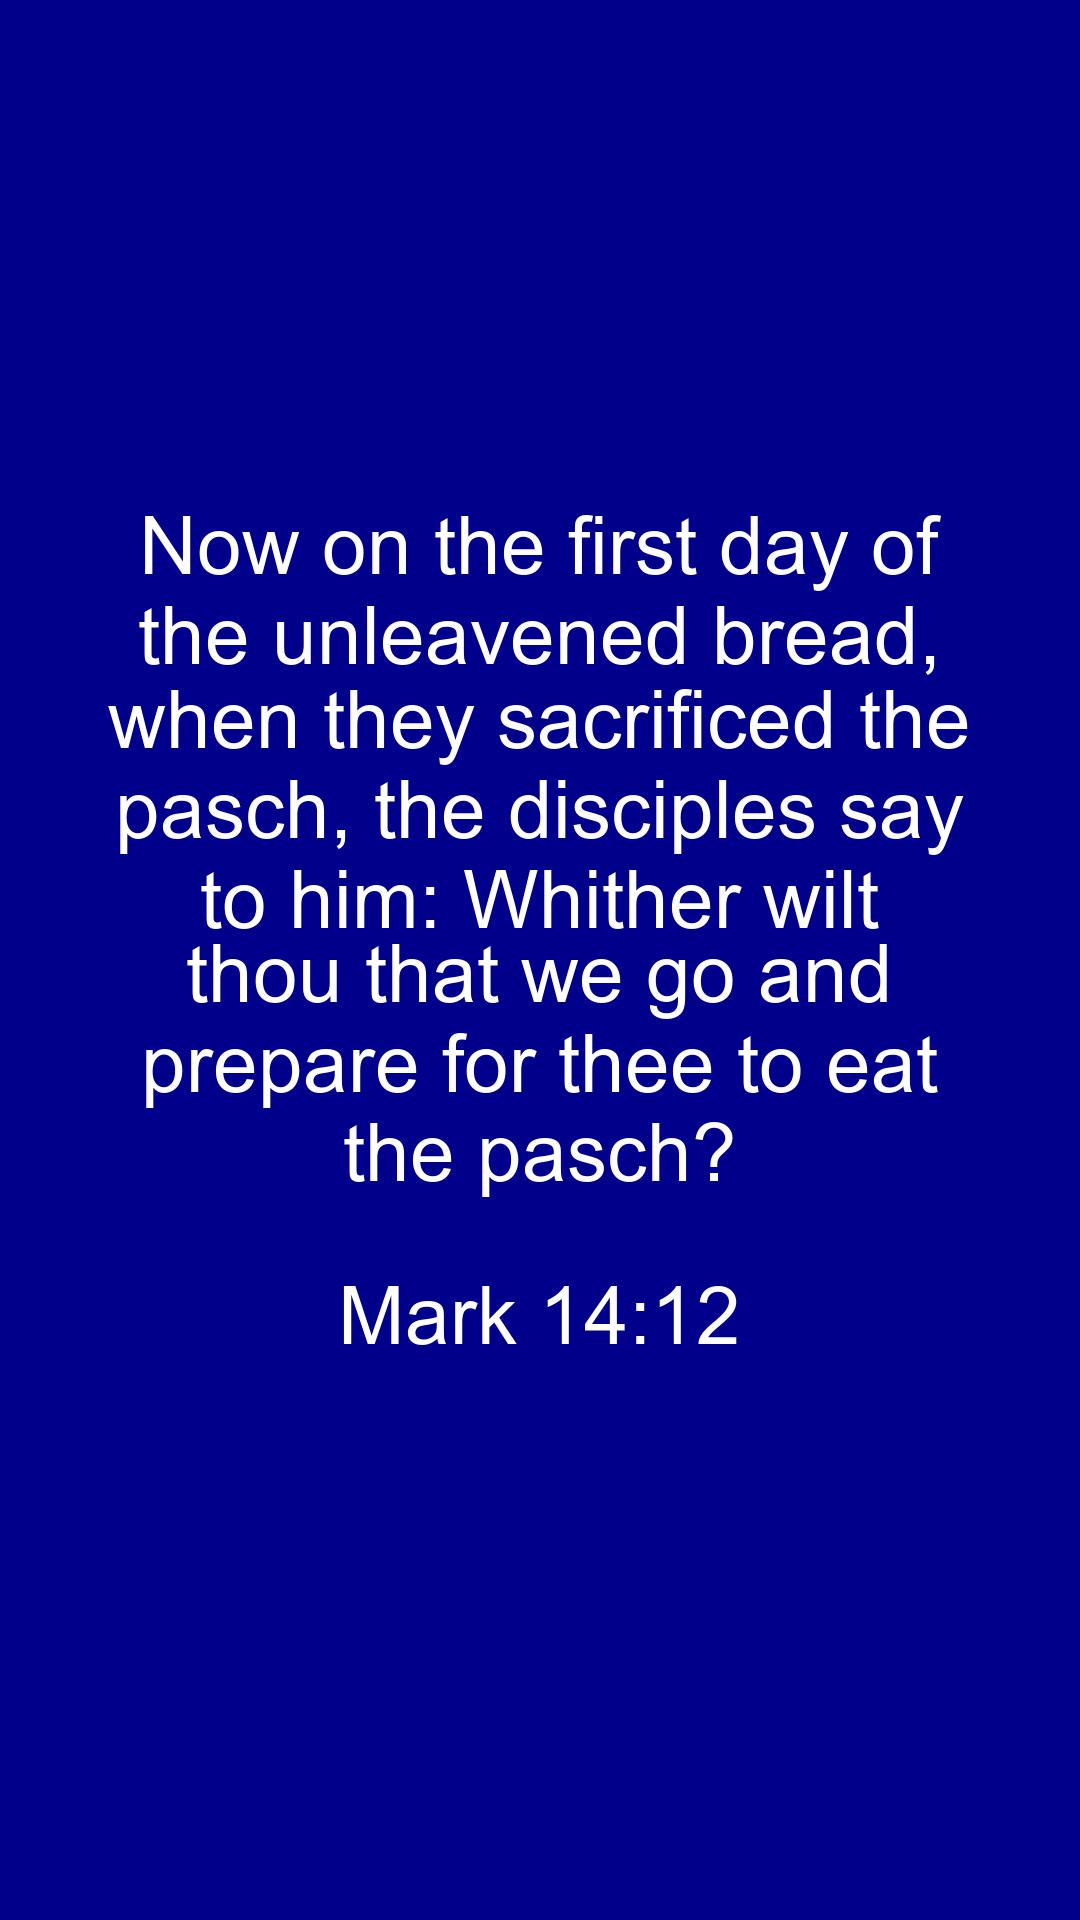 Now on the first day of
the unleavened bread,
when they sacrificed the
pasch, the disciples say
to him: Whither wilt
thou that we go and
prepare for thee to eat
the pasch?
Mark 14:12